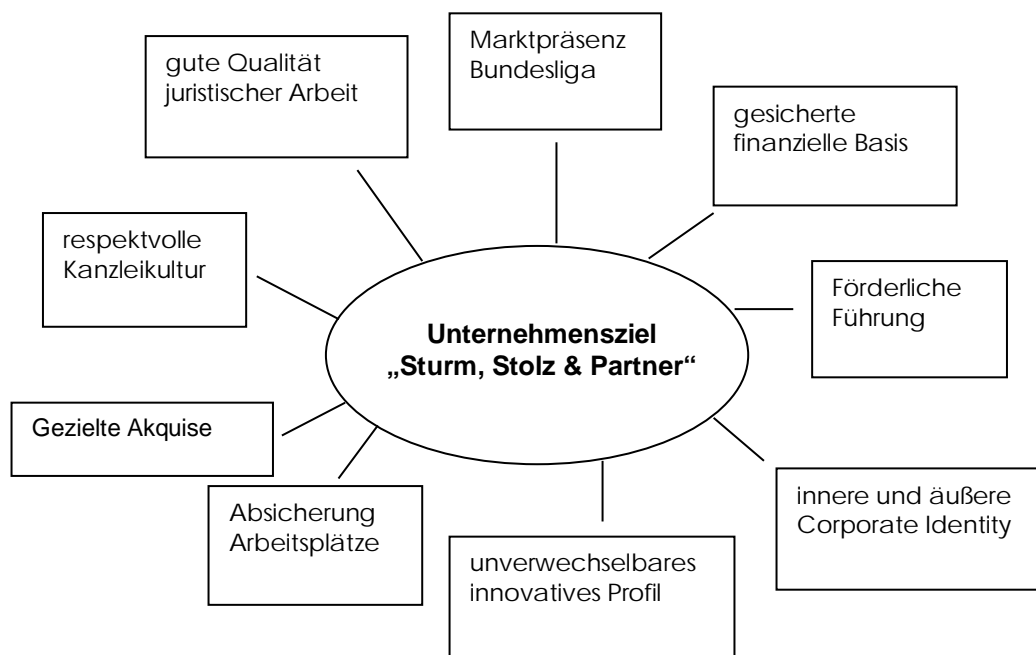 gute Qualität
juristischer Arbeit
Marktpräsenz
Bundesliga
gesicherte
finanzielle Basis
respektvolle
Kanzleikultur
Förderliche
Führung
Unternehmensziel
„Sturm, Stolz & Partner“
Gezielte Akquise
Absicherung
Arbeitsplätze
unverwechselbares
innovatives Profil
innere und äußere
Corporate Identity